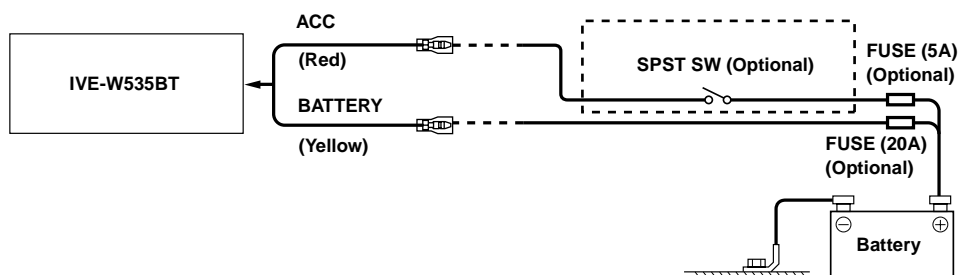 ACC
(Red)
IVE-W535BT
BATTERY
(Yellow)
SPST SW (Optional)
FUSE (5A)
(Optional)
FUSE (20A)
(Optional)
Battery